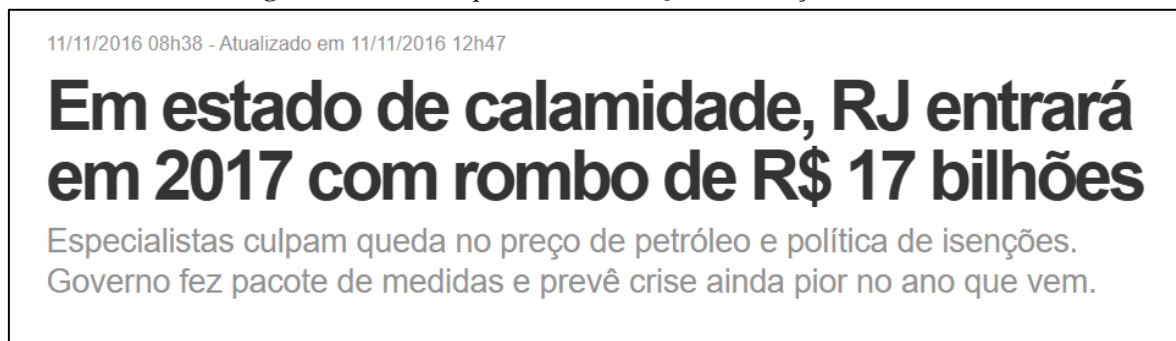 11/11/2016 08h38 - Atualizado em 11/11/2016 12h47
Em estado de calamidade, RJ entrará
em 2017 com rombo de R$ 17 bilhões
Especialistas culpam queda no preço de petróleo e política de isenções.
Governo fez pacote de medidas e prevê crise ainda pior no ano que vem.